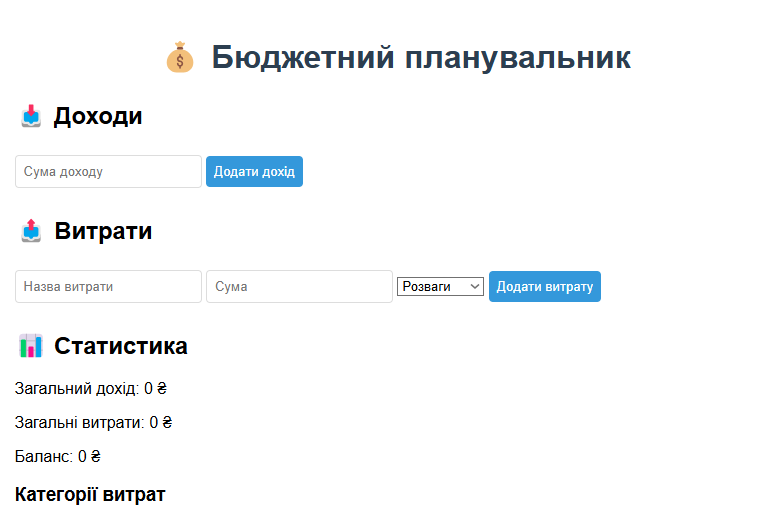 Бюджетний планувальник
Доходи
Сума доходу Додати дохід
Витрати
Назва витрати Сума Розваги Додати витрату
Статистика
Загальний дохід: 0 ₴
Загальні витрати: 0 ₴
Баланс: 0 ₴
Категорії витрат